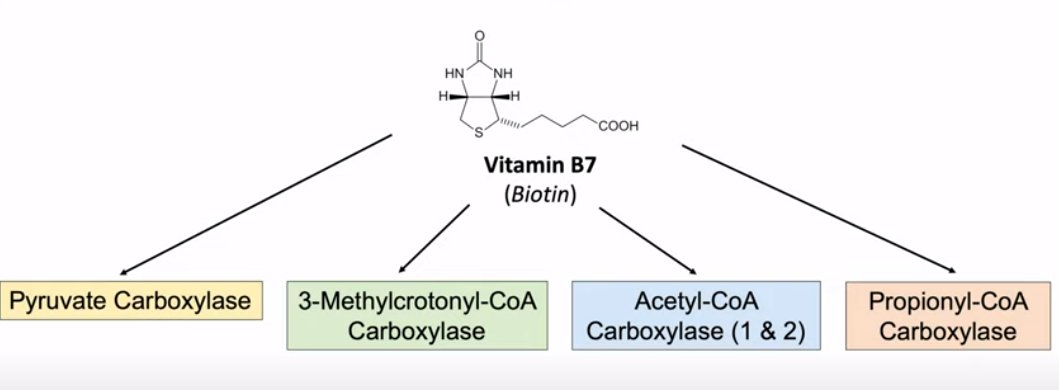 O
HN
NH
H
H
S
COOH
Vitamin B7
(Biotin)
Pyruvate Carboxylase
3-Methylcrotonyl-CoA
Carboxylase
Acetyl-CoA
Carboxylase (1 & 2)
Propionyl-CoA
Carboxylase